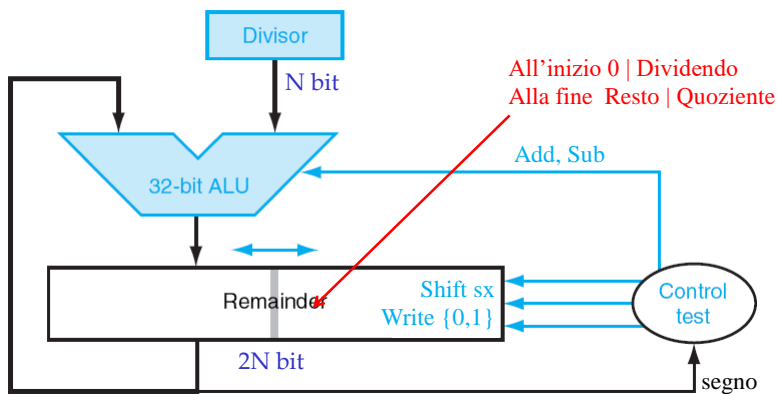 Divisor
N bit
All'inizio 0 | Dividendo
Alla fine Resto | Quoziente
32-bit ALU
Add, Sub
Remainder
Shift sx
Write {0,1}
Control
test
2N bit
segno